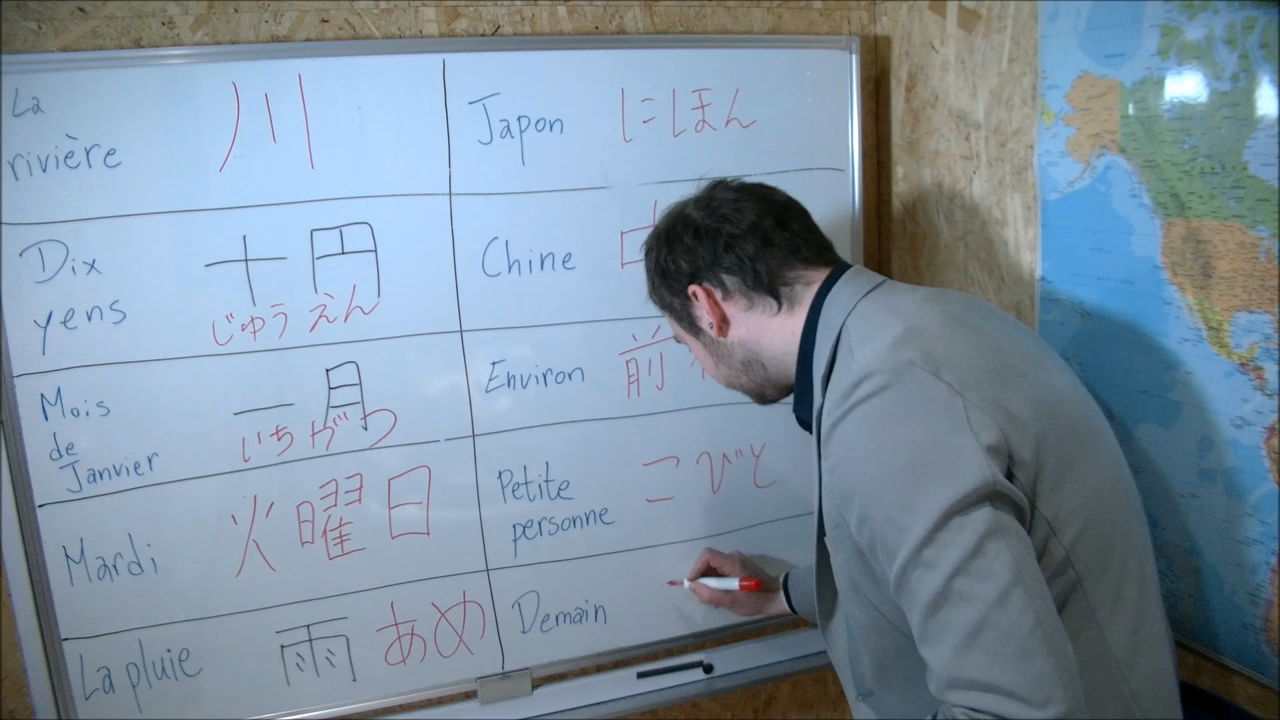 La
rivière
川
Dix
yens
十円
じゅうえん
Mois
de
Janvier
一月
いちがつ
Mardi
火曜日
La pluie
雨 あめ
Japon
にほん
Chine
Environ
前
Petite
personne
こびと
Demain